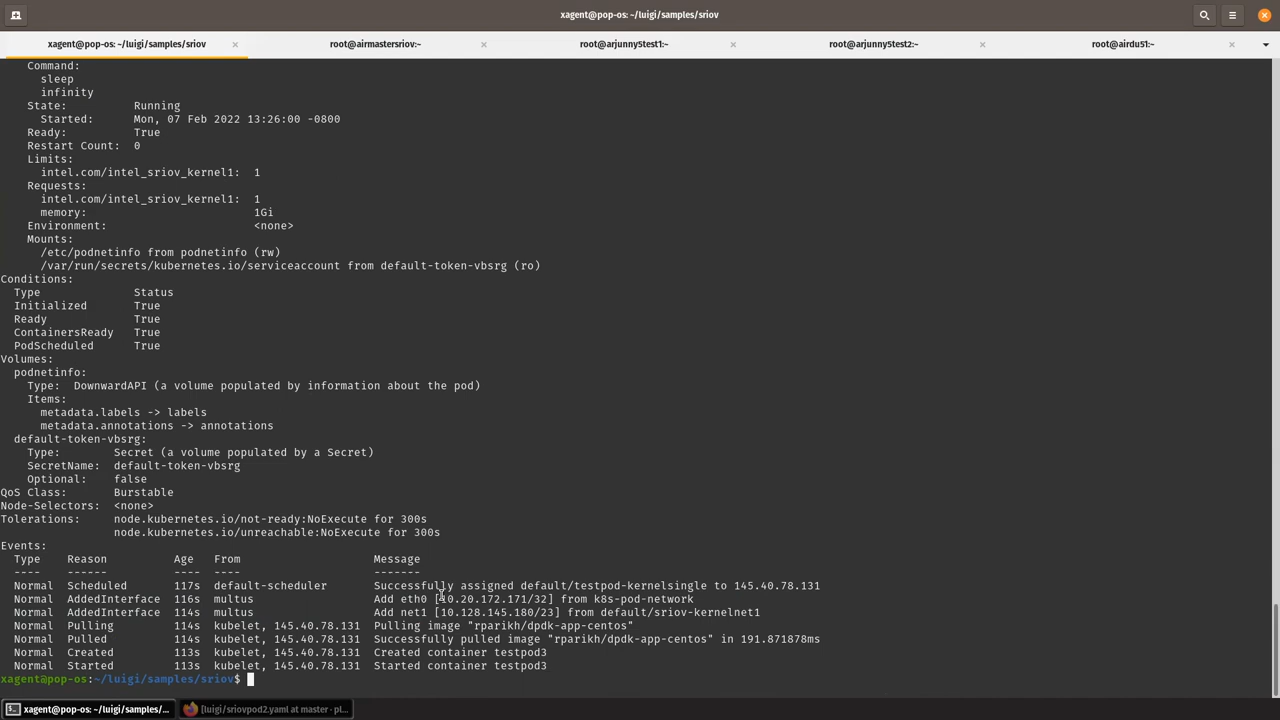 xagent@pop-os: ~/luigi/samples/sriov
xagent@pop-os: ~/luigi/samples/sriov × root@airmastersriov:~ × root@arjunny5test1:~ × root@arjunny5test2:~ × root@airdu51:~ ×
Command:
sleep
infinity
State: Running
Started: Mon, 07 Feb 2022 13:26:00 -0800
Ready: True
Restart Count: 0
Limits:
intel.com/intel_sriov_kernel1: 1
Requests:
intel.com/intel_sriov_kernel1: 1
memory: 1Gi
Environment: <none>
Mounts:
/etc/podnetinfo from podnetinfo (rw)
/var/run/secrets/kubernetes.io/serviceaccount from default-token-vbsrg (ro)
Conditions:
Type Status
Initialized True
Ready True
ContainersReady True
PodScheduled True
Volumes:
podnetinfo:
Type: DownwardAPI (a volume populated by information about the pod)
Items:
metadata.labels -> labels
metadata.annotations -> annotations
default-token-vbsrg:
Type: Secret (a volume populated by a Secret)
SecretName: default-token-vbsrg
Optional: false
QoS Class: Burstable
Node-Selectors: <none>
Tolerations: node.kubernetes.io/not-ready:NoExecute for 300s
node.kubernetes.io/unreachable:NoExecute for 300s
Events:
Type Reason Age From Message
---- ------ ---- ---- -------
Normal Scheduled 117s default-scheduler Successfully assigned default/testpod-kernelsingle to 145.40.78.131
Normal AddedInterface 116s multus Add eth0 [10.20.172.171/32] from k8s-pod-network
Normal AddedInterface 114s multus Add net1 [10.128.145.180/23] from default/sriov-kernelnet1
Normal Pulling 114s kubelet, 145.40.78.131 Pulling image "rparikh/dpdk-app-centos"
Normal Pulled 114s kubelet, 145.40.78.131 Successfully pulled image "rparikh/dpdk-app-centos" in 191.871878ms
Normal Created 113s kubelet, 145.40.78.131 Created container testpod3
Normal Started 113s kubelet, 145.40.78.131 Started container testpod3
xagent@pop-os:~/luigi/samples/sriov$
xagent@pop-os: ~/luigi/samples/... [luigi/sriovpod2.yaml at master · pl...